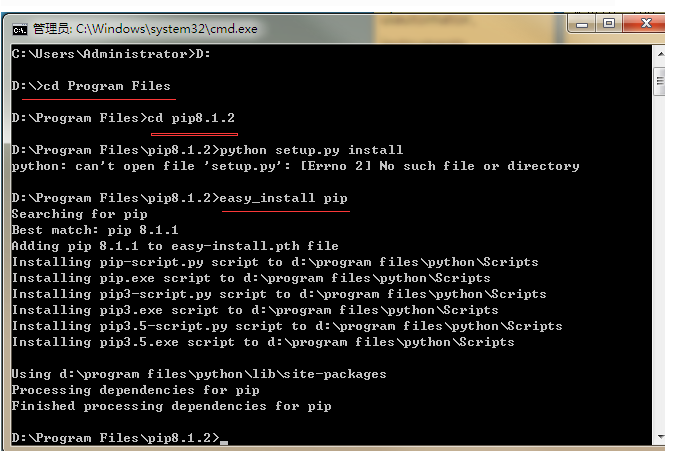 管理员: C:\Windows\system32\cmd.exe
C:\Users\Administrator>D:
D:\>cd Program Files
D:\Program Files>cd pip8.1.2
D:\Program Files\pip8.1.2>python setup.py install
python: can't open file 'setup.py': [Errno 2] No such file or directory
D:\Program Files\pip8.1.2>easy_install pip
Searching for pip
Best match: pip 8.1.1
Adding pip 8.1.1 to easy-install.pth file
Installing pip-script.py script to d:\program files\python\Scripts
Installing pip.exe script to d:\program files\python\Scripts
Installing pip3-script.py script to d:\program files\python\Scripts
Installing pip3.exe script to d:\program files\python\Scripts
Installing pip3.5-script.py script to d:\program files\python\Scripts
Installing pip3.5.exe script to d:\program files\python\Scripts
Using d:\program files\python\lib\site-packages
Processing dependencies for pip
Finished processing dependencies for pip
D:\Program Files\pip8.1.2>_